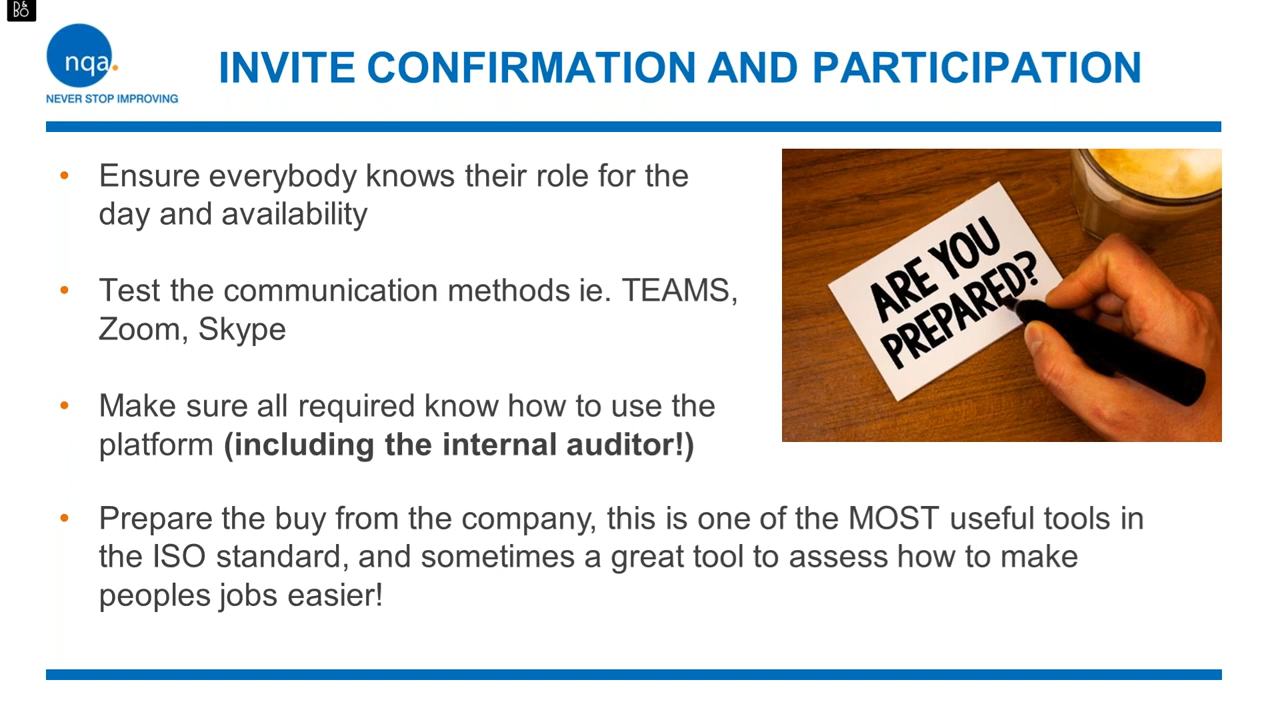 B&O
nqa.
NEVER STOP IMPROVING
INVITE CONFIRMATION AND PARTICIPATION
• Ensure everybody knows their role for the
day and availability
• Test the communication methods ie. TEAMS,
Zoom, Skype
• Make sure all required know how to use the
platform (including the internal auditor!)
• Prepare the buy from the company, this is one of the MOST useful tools in
the ISO standard, and sometimes a great tool to assess how to make
peoples jobs easier!
ARE YOU
PREPARED?